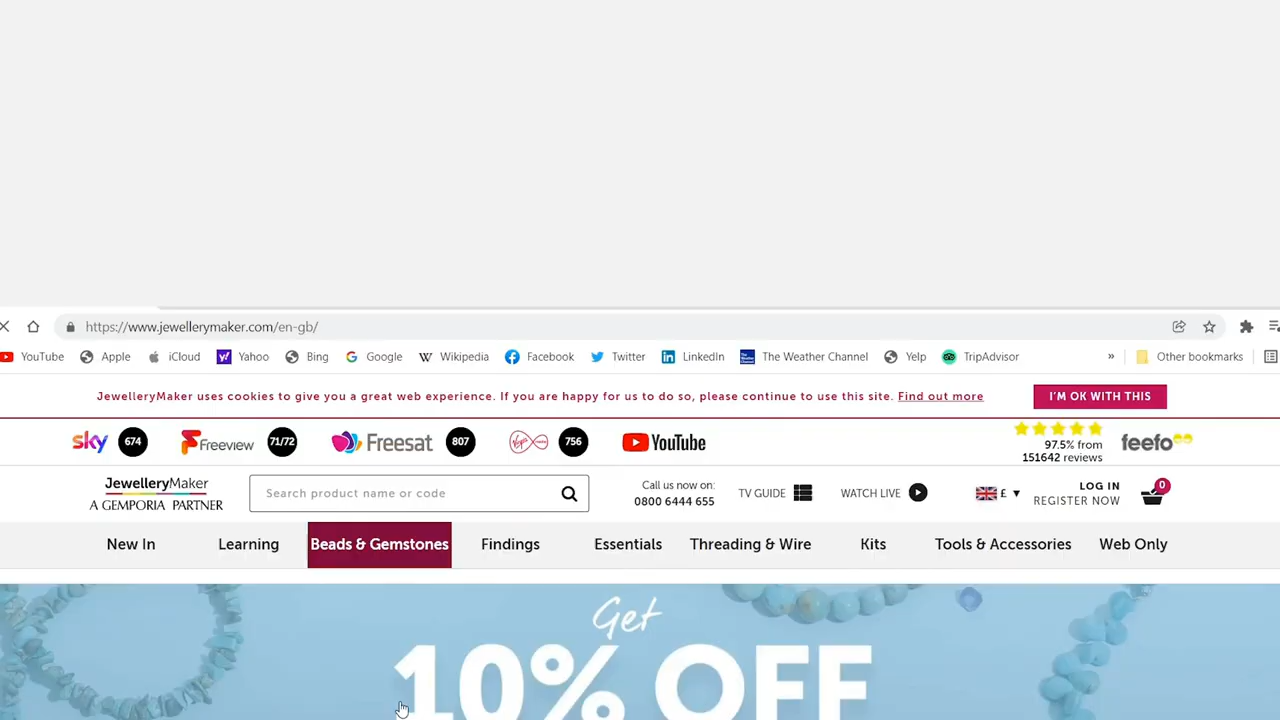 https://www.jewellerymaker.com/en-gb/
YouTube Apple iCloud Yahoo Bing Google Wikipedia Facebook Twitter LinkedIn The Weather Channel Yelp TripAdvisor » Other bookmarks
JewelleryMaker uses cookies to give you a great web experience. If you are happy for us to do so, please continue to use this site. Find out more I'M OK WITH THIS
sky 674 Freeview 71/72 Freesat 807 Virgin 756 YouTube
97.5% from
151642 reviews
feefo
JewelleryMaker
A GEMPORIA PARTNER
Search product name or code
Call us now on:
0800 6444 655
TV GUIDE WATCH LIVE £
LOG IN
REGISTER NOW
0
New In Learning Beads & Gemstones Findings Essentials Threading & Wire Kits Tools & Accessories Web Only
Get
10% OFF